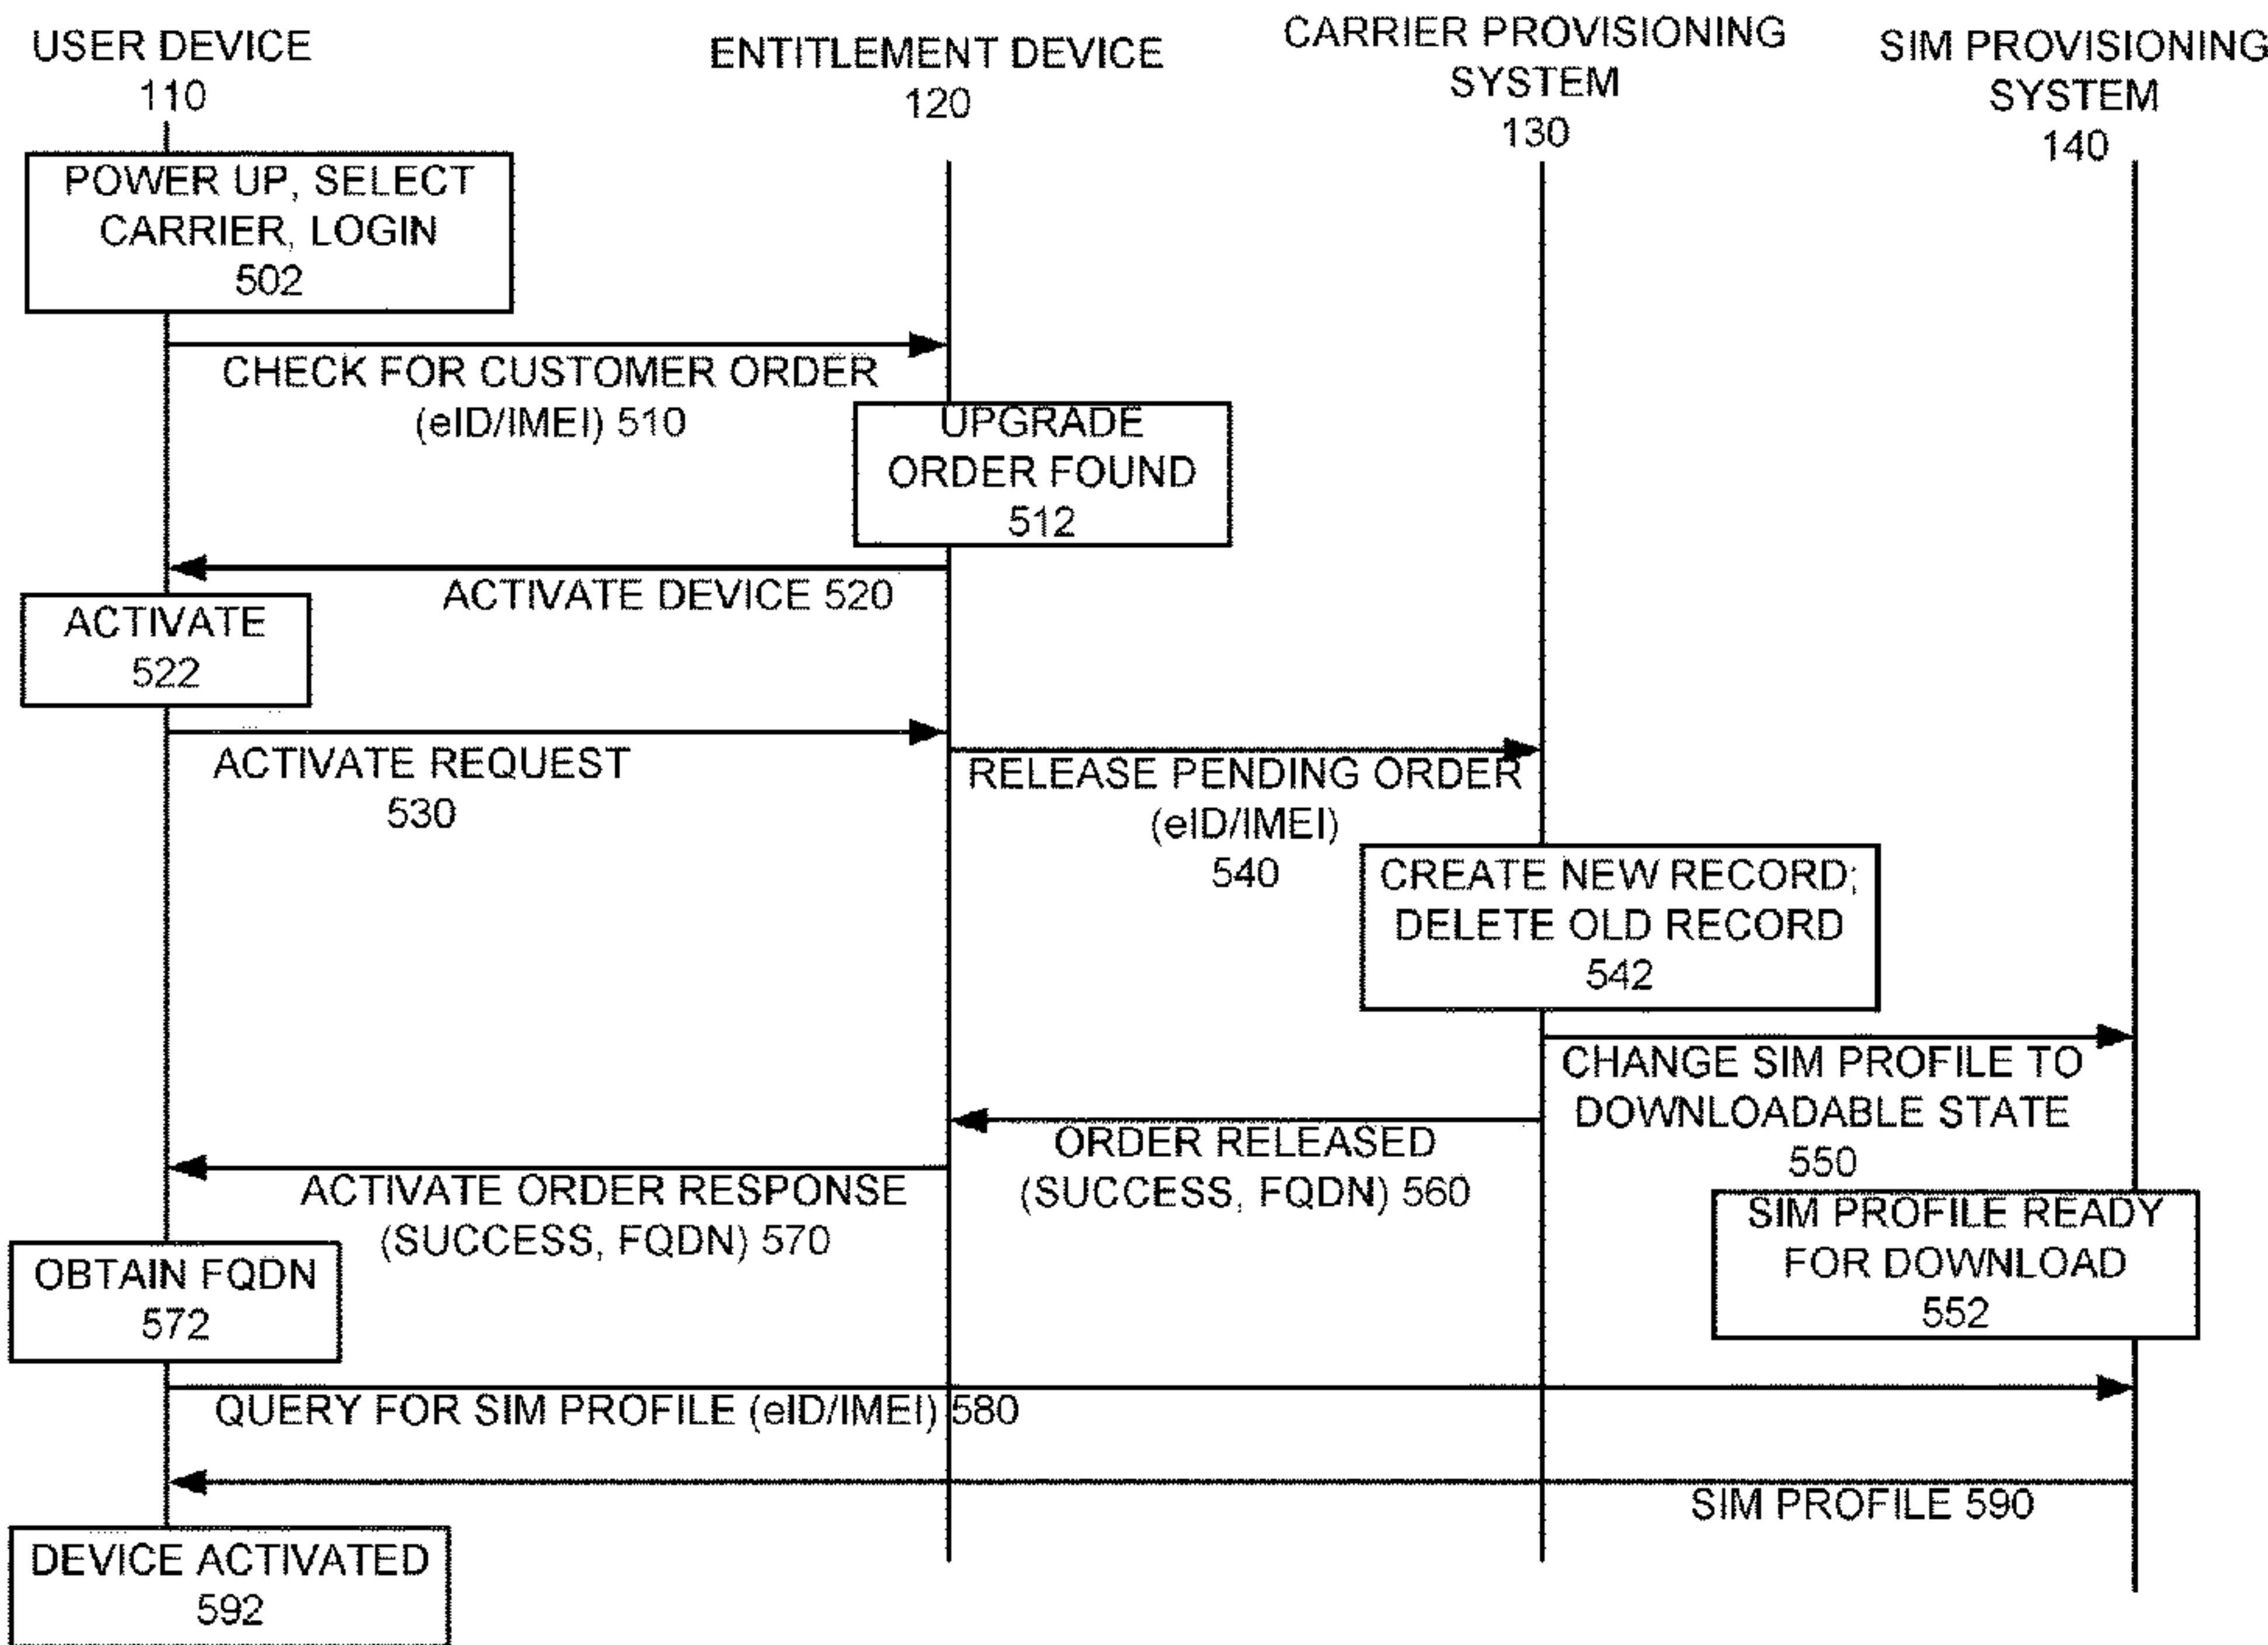 USER DEVICE
110
ENTITLEMENT DEVICE
120
CARRIER PROVISIONING
SYSTEM
130
SIM PROVISIONING
SYSTEM
140
POWER UP, SELECT
CARRIER, LOGIN
502
CHECK FOR CUSTOMER ORDER
(eID/IMEI) 510
UPGRADE
ORDER FOUND
512
ACTIVATE DEVICE 520
ACTIVATE
522
ACTIVATE REQUEST
530
RELEASE PENDING ORDER
(eID/IMEI)
540
CREATE NEW RECORD;
DELETE OLD RECORD
542
CHANGE SIM PROFILE TO
DOWNLOADABLE STATE
550
ORDER RELEASED
(SUCCESS, FQDN) 560
ACTIVATE ORDER RESPONSE
(SUCCESS, FQDN) 570
SIM PROFILE READY
FOR DOWNLOAD
552
OBTAIN FQDN
572
QUERY FOR SIM PROFILE (eID/IMEI) 580
SIM PROFILE 590
DEVICE ACTIVATED
592